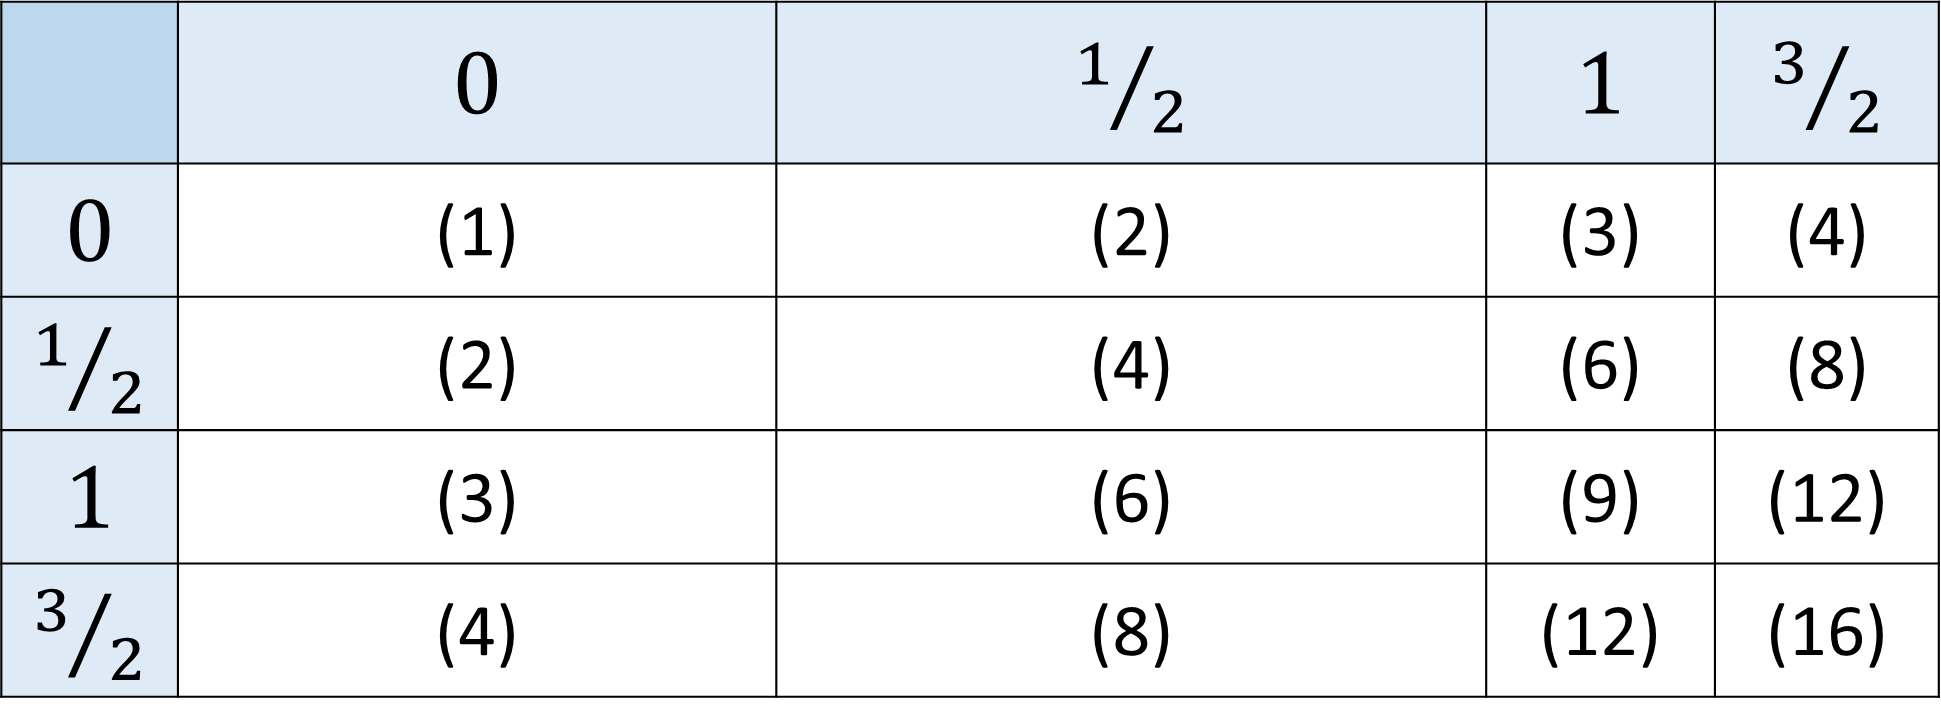 0 1/2 1 3/2
0 (1) (2) (3) (4)
1/2 (2) (4) (6) (8)
1 (3) (6) (9) (12)
3/2 (4) (8) (12) (16)